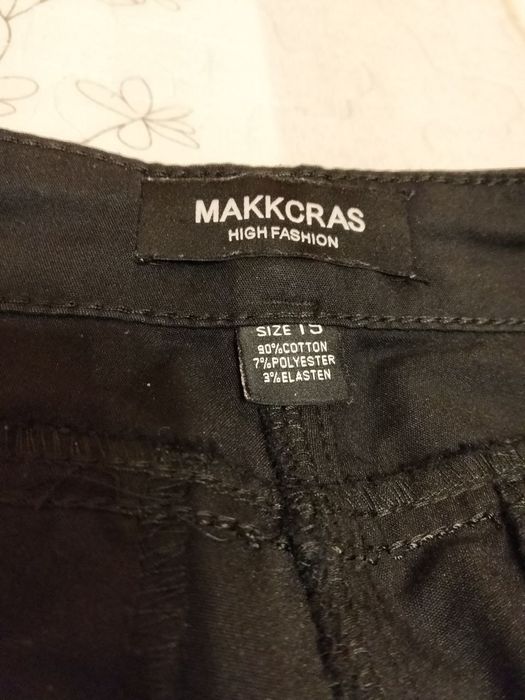 MAKKCRAS
HIGH FASHION
SIZE 15
90%COTTON
7%POLYESTER
3%ELASTEN